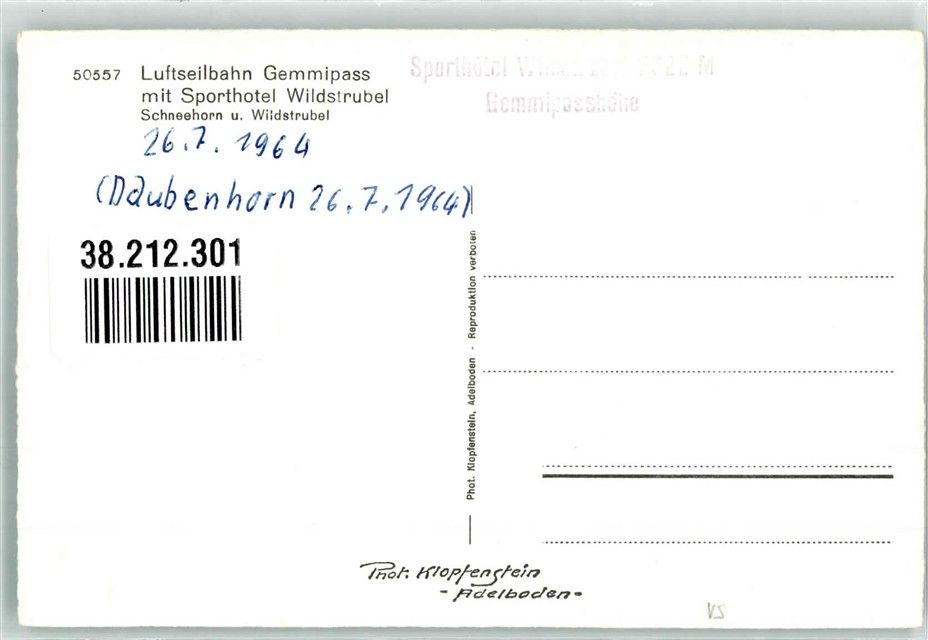 50557 Luftseilbahn Gemmipass
mit Sporthotel Wildstrubel
Schneehorn u. Wildstrubel
Sporthotel M
Gemmipasshöhe
26.7.1964
(Daubenhorn 26.7.1964)
38.212.301
Phot. Klopfenstein, Adelboden - Reproduktion verboten
Phot. Klopfenstein
- Adelboden -
VS